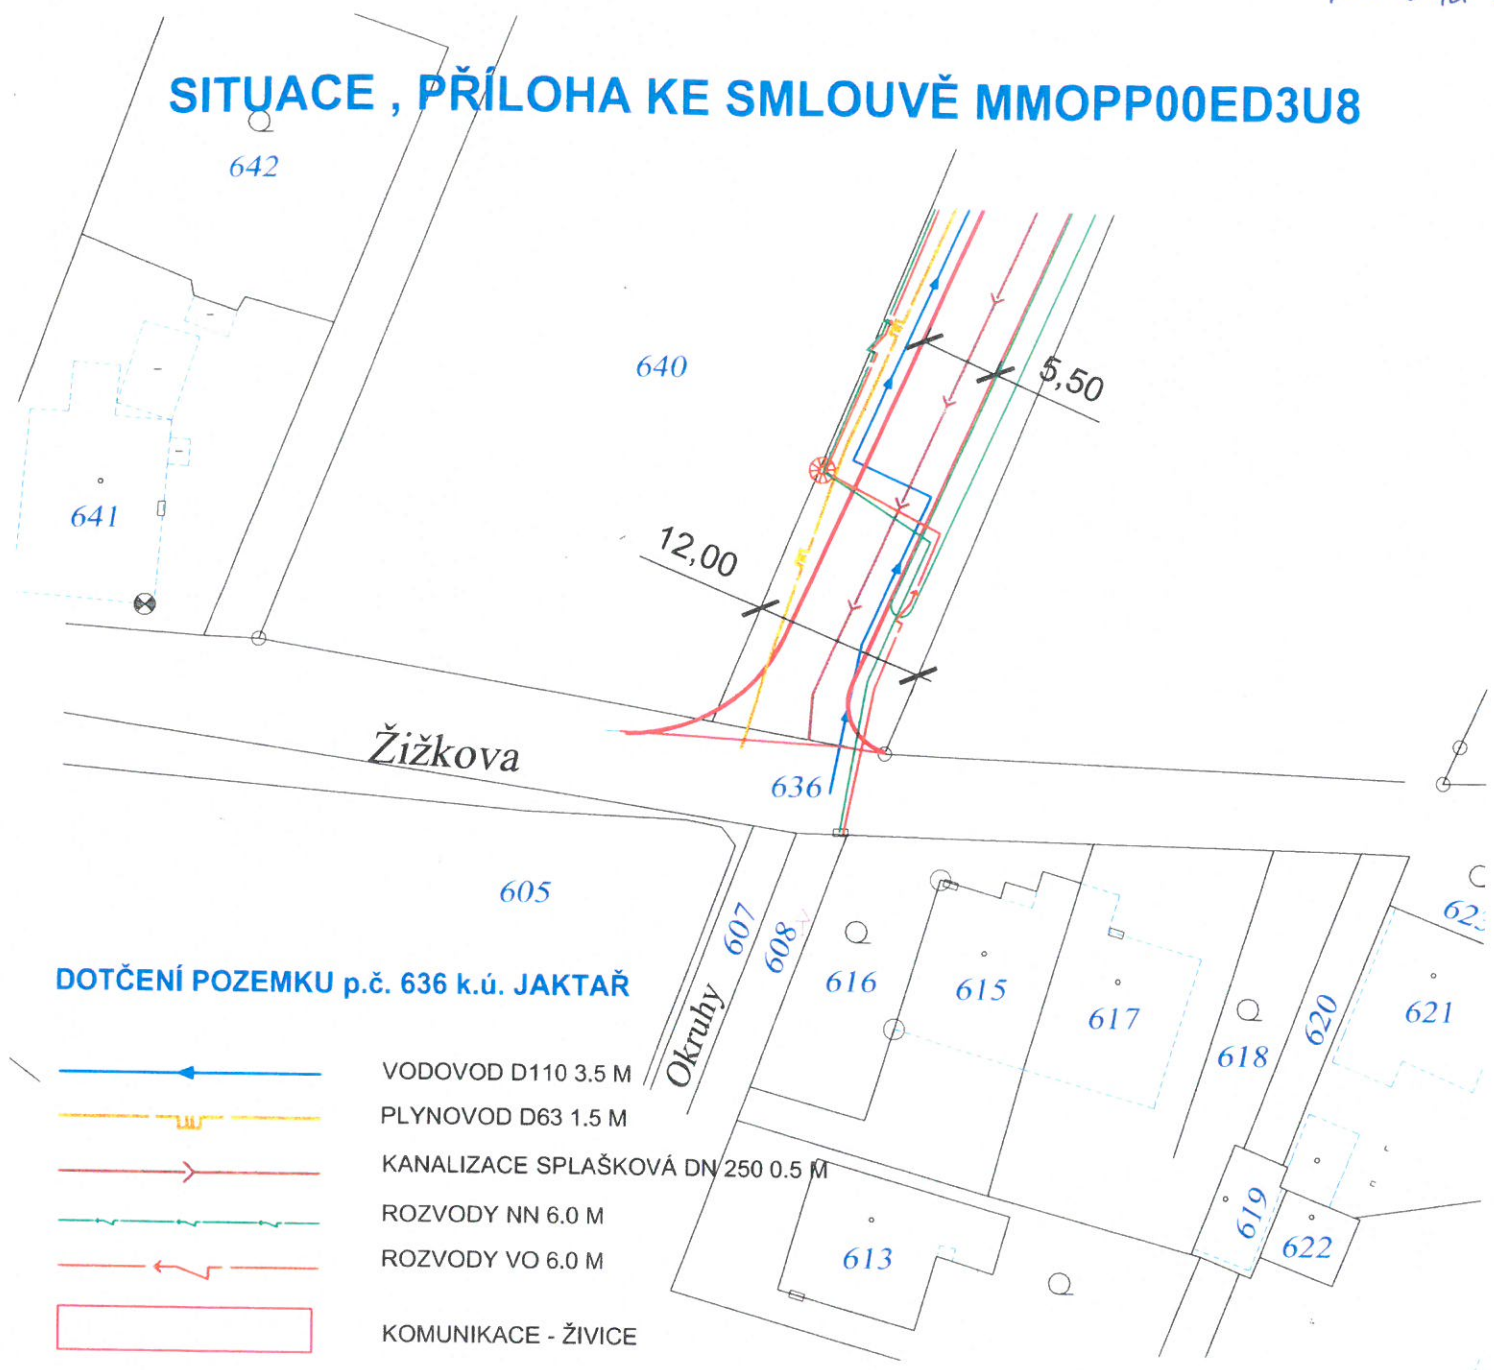 SITUACE , PŘÍLOHA KE SMLOUVĚ MMOPP00ED3U8
642
640
5,50
641
12,00
Žižkova
636
605
607
608
Okruhy
616
615
617
618
620
621
623
619
622
613
DOTČENÍ POZEMKU p.č. 636 k.ú. JAKTAŘ
VODOVOD D110 3.5 M
PLYNOVOD D63 1.5 M
KANALIZACE SPLAŠKOVÁ DN 250 0.5 M
ROZVODY NN 6.0 M
ROZVODY VO 6.0 M
KOMUNIKACE - ŽIVICE